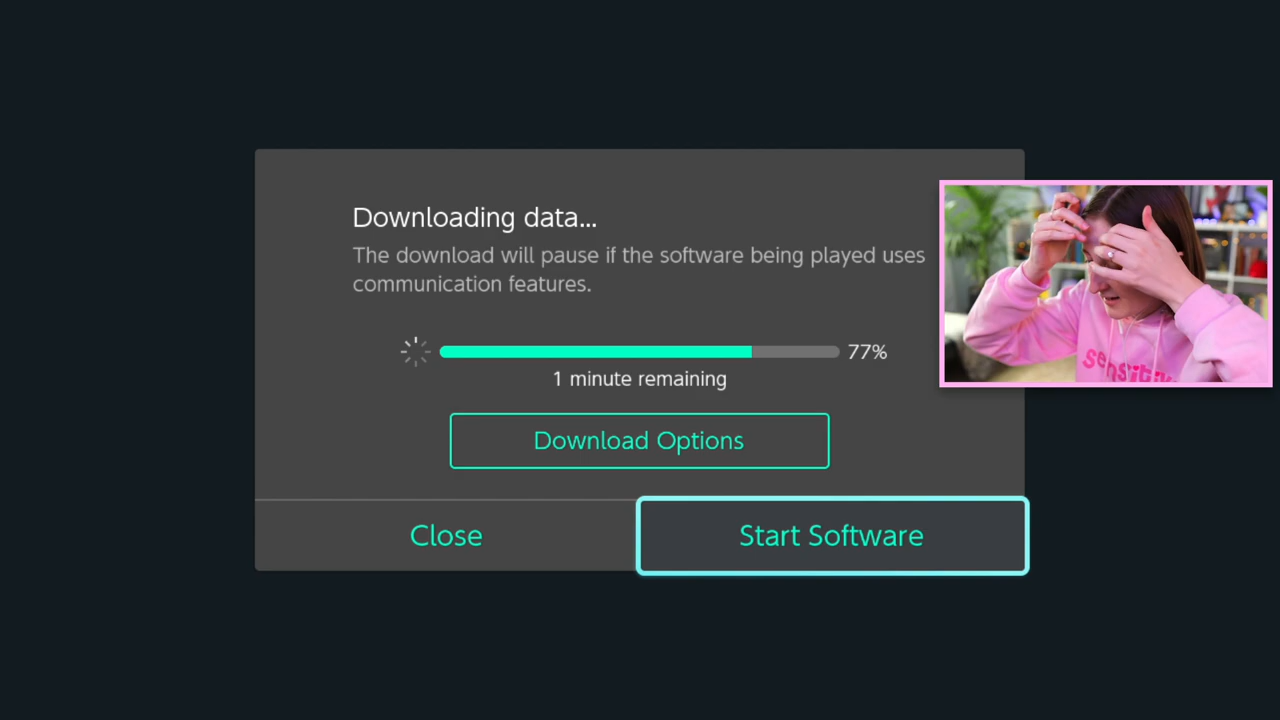 Downloading data...
The download will pause if the software being played uses
communication features.
77%
1 minute remaining
Download Options
Close
Start Software